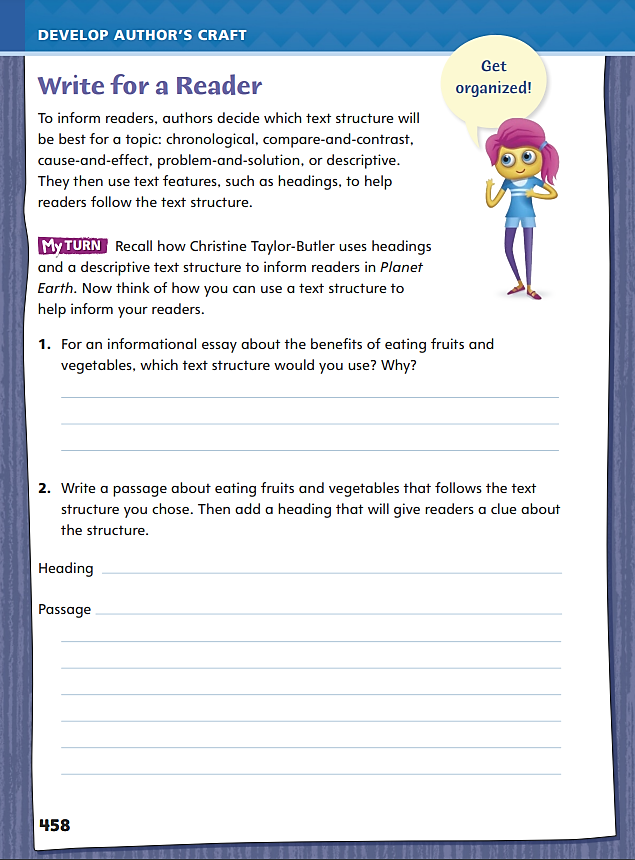 DEVELOP AUTHOR'S CRAFT
Write for a Reader
Get
organized!
To inform readers, authors decide which text structure will
be best for a topic: chronological, compare-and-contrast,
cause-and-effect, problem-and-solution, or descriptive.
They then use text features, such as headings, to help
readers follow the text structure.
My TURN Recall how Christine Taylor-Butler uses headings
and a descriptive text structure to inform readers in Planet
Earth. Now think of how you can use a text structure to
help inform your readers.
1. For an informational essay about the benefits of eating fruits and
vegetables, which text structure would you use? Why?
2. Write a passage about eating fruits and vegetables that follows the text
structure you chose. Then add a heading that will give readers a clue about
the structure.
Heading
Passage
458